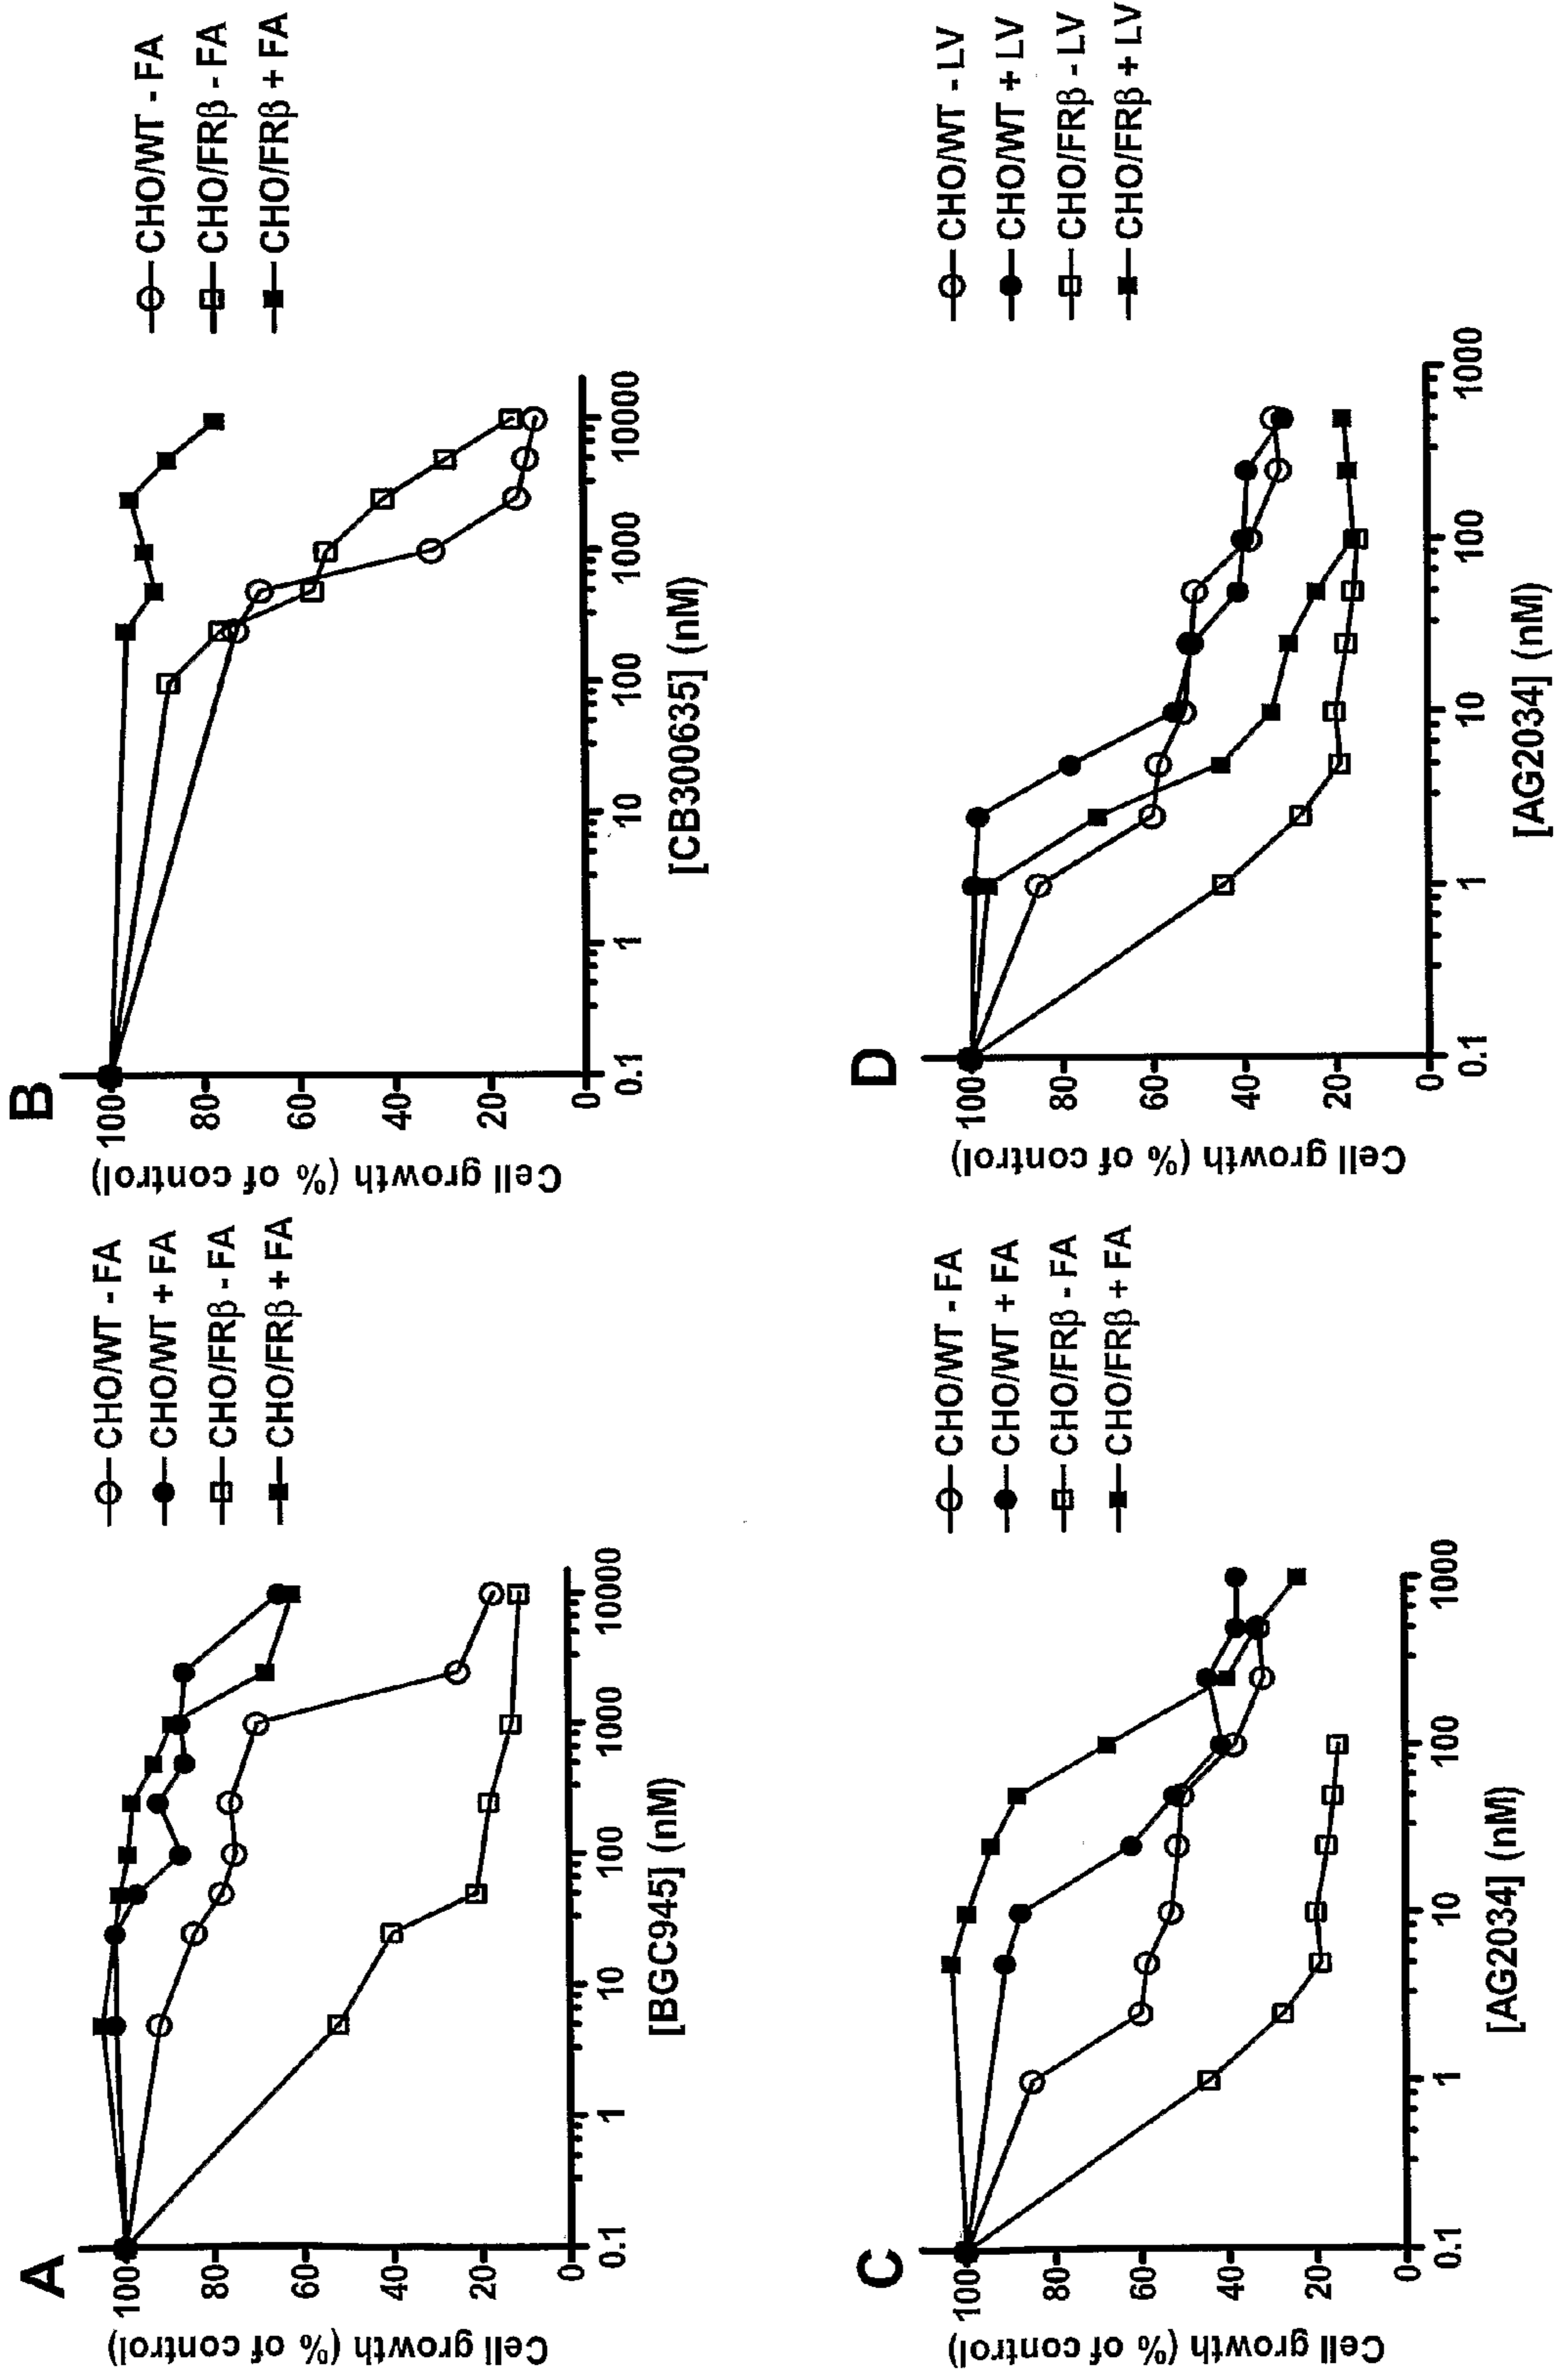 A
Cell growth (% of control)
100
80
60
40
20
0
0.1
1
10
100
1000
10000
[BGC945] (nM)
CHO/WT - FA
CHO/WT + FA
CHO/FRβ - FA
CHO/FRβ + FA
B
Cell growth (% of control)
100
80
60
40
20
0
0.1
1
10
100
1000
10000
[CB300635] (nM)
CHO/WT - FA
CHO/FRβ - FA
CHO/FRβ + FA
C
Cell growth (% of control)
100
80
60
40
20
0
0.1
1
10
100
1000
[AG2034] (nM)
CHO/WT - FA
CHO/WT + FA
CHO/FRβ - FA
CHO/FRβ + FA
D
Cell growth (% of control)
100
80
60
40
20
0
0.1
1
10
100
1000
[AG2034] (nM)
CHO/WT - LV
CHO/WT + LV
CHO/FRβ - LV
CHO/FRβ + LV